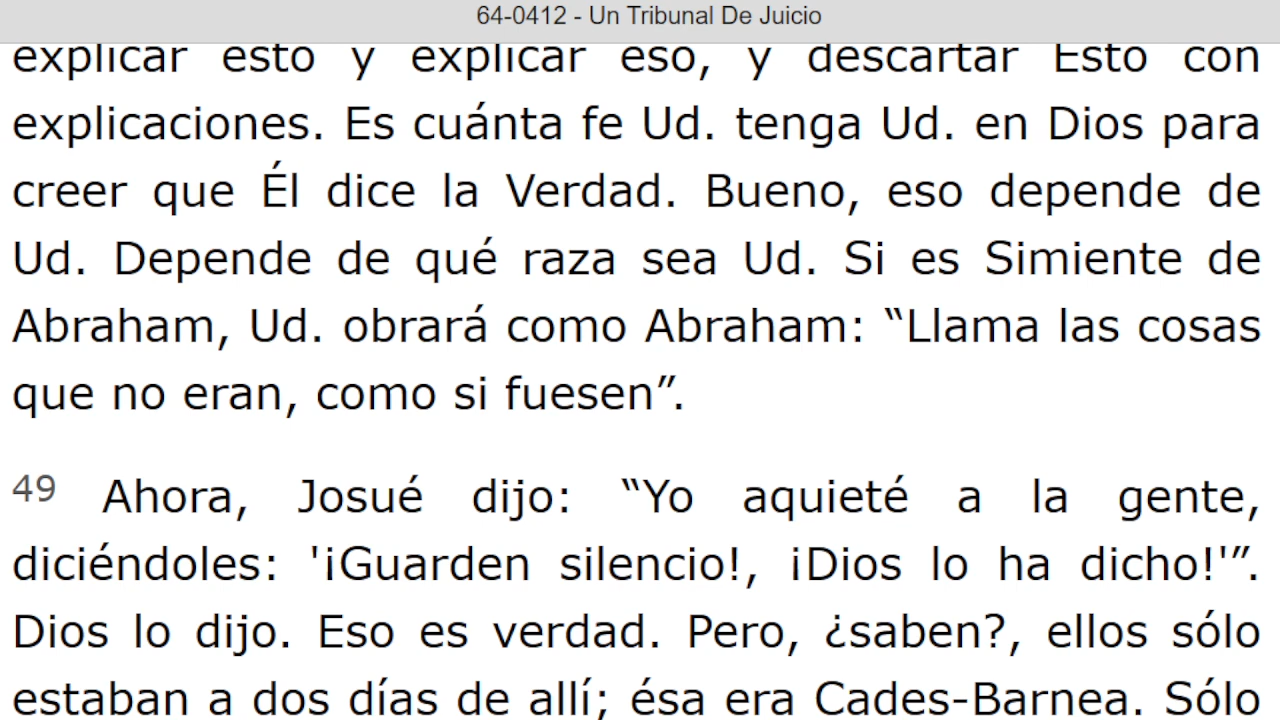 64-0412 - Un Tribunal De Juicio
explicar esto y explicar eso, y descartar Esto con
explicaciones. Es cuánta fe Ud. tenga Ud. en Dios para
creer que Él dice la Verdad. Bueno, eso depende de
Ud. Depende de qué raza sea Ud. Si es Simiente de
Abraham, Ud. obrará como Abraham: “Llama las cosas
que no eran, como si fuesen”.
49 Ahora, Josué dijo: “Yo aquieté a la gente,
diciéndoles: '¡Guarden silencio!, ¡Dios lo ha dicho!'”.
Dios lo dijo. Eso es verdad. Pero, ¿saben?, ellos sólo
estaban a dos días de allí; ésa era Cades-Barnea. Sólo